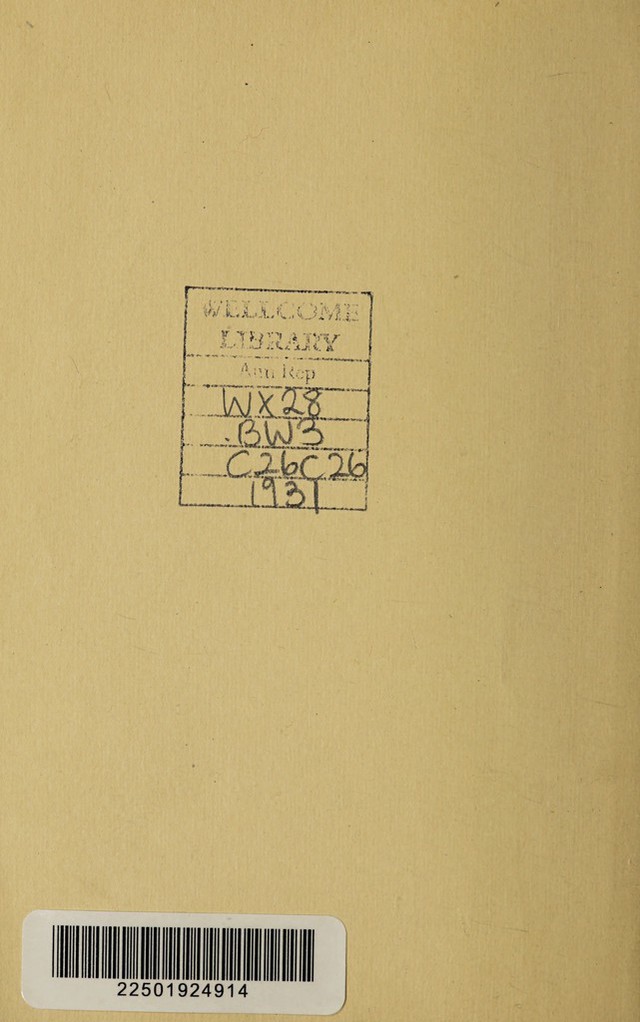 WELLCOME
LIBRARY
Ann Rep
WX28
.BW3
C26C26
1931
22501924914